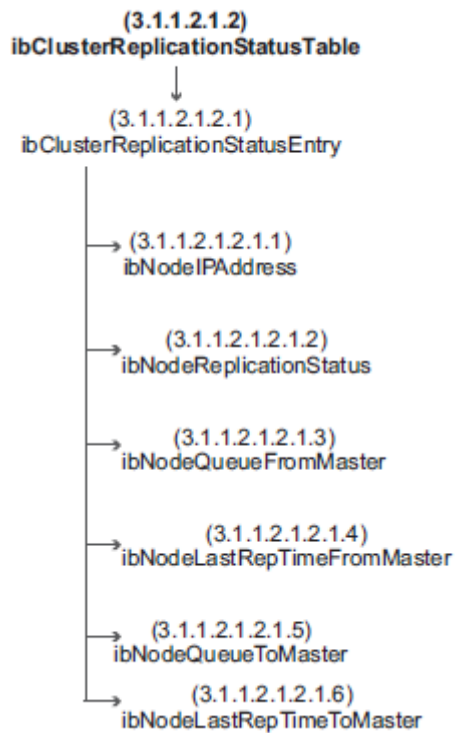 (3.1.1.2.1.2)
ibClusterReplicationStatusTable
(3.1.1.2.1.2.1)
ibClusterReplicationStatusEntry
(3.1.1.2.1.2.1.1)
ibNodeIPAddress
(3.1.1.2.1.2.1.2)
ibNodeReplicationStatus
(3.1.1.2.1.2.1.3)
ibNodeQueueFromMaster
(3.1.1.2.1.2.1.4)
ibNodeLastRepTimeFromMaster
(3.1.1.2.1.2.1.5)
ibNodeQueueToMaster
(3.1.1.2.1.2.1.6)
ibNodeLastRepTimeToMaster